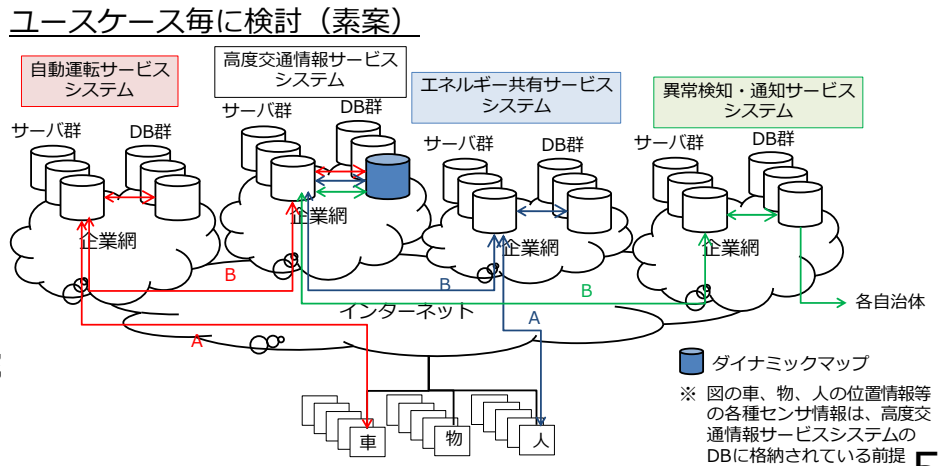 ユースケース毎に検討（素案）
自動運転サービス
システム
高度交通情報サービス
システム
エネルギー共有サービス
システム
異常検知・通知サービス
システム
サーバ群
DB群
サーバ群
DB群
サーバ群
DB群
サーバ群
DB群
企業網
企業網
企業網
企業網
B
B
B
インターネット
各自治体
A
A
ダイナミックマップ
※ 図の車、物、人の位置情報等
の各種センサ情報は、高度交
通情報サービスシステムの
DBに格納されている前提
車
物
人